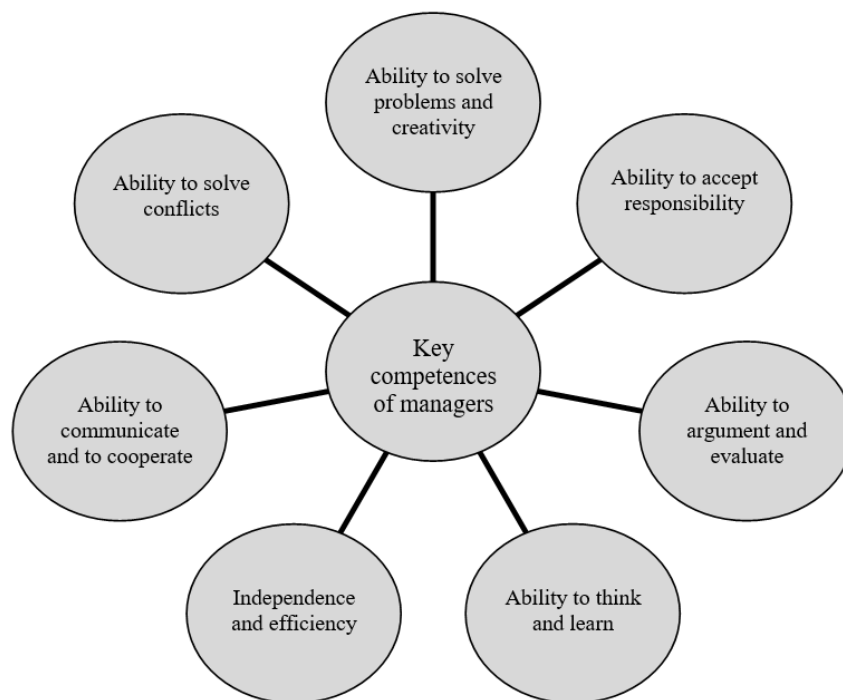 Ability to solve
problems and
creativity
Ability to solve
conflicts
Ability to accept
responsibility
Key
competences
of managers
Ability to
communicate
and to cooperate
Ability to
argument and
evaluate
Independence
and efficiency
Ability to think
and learn